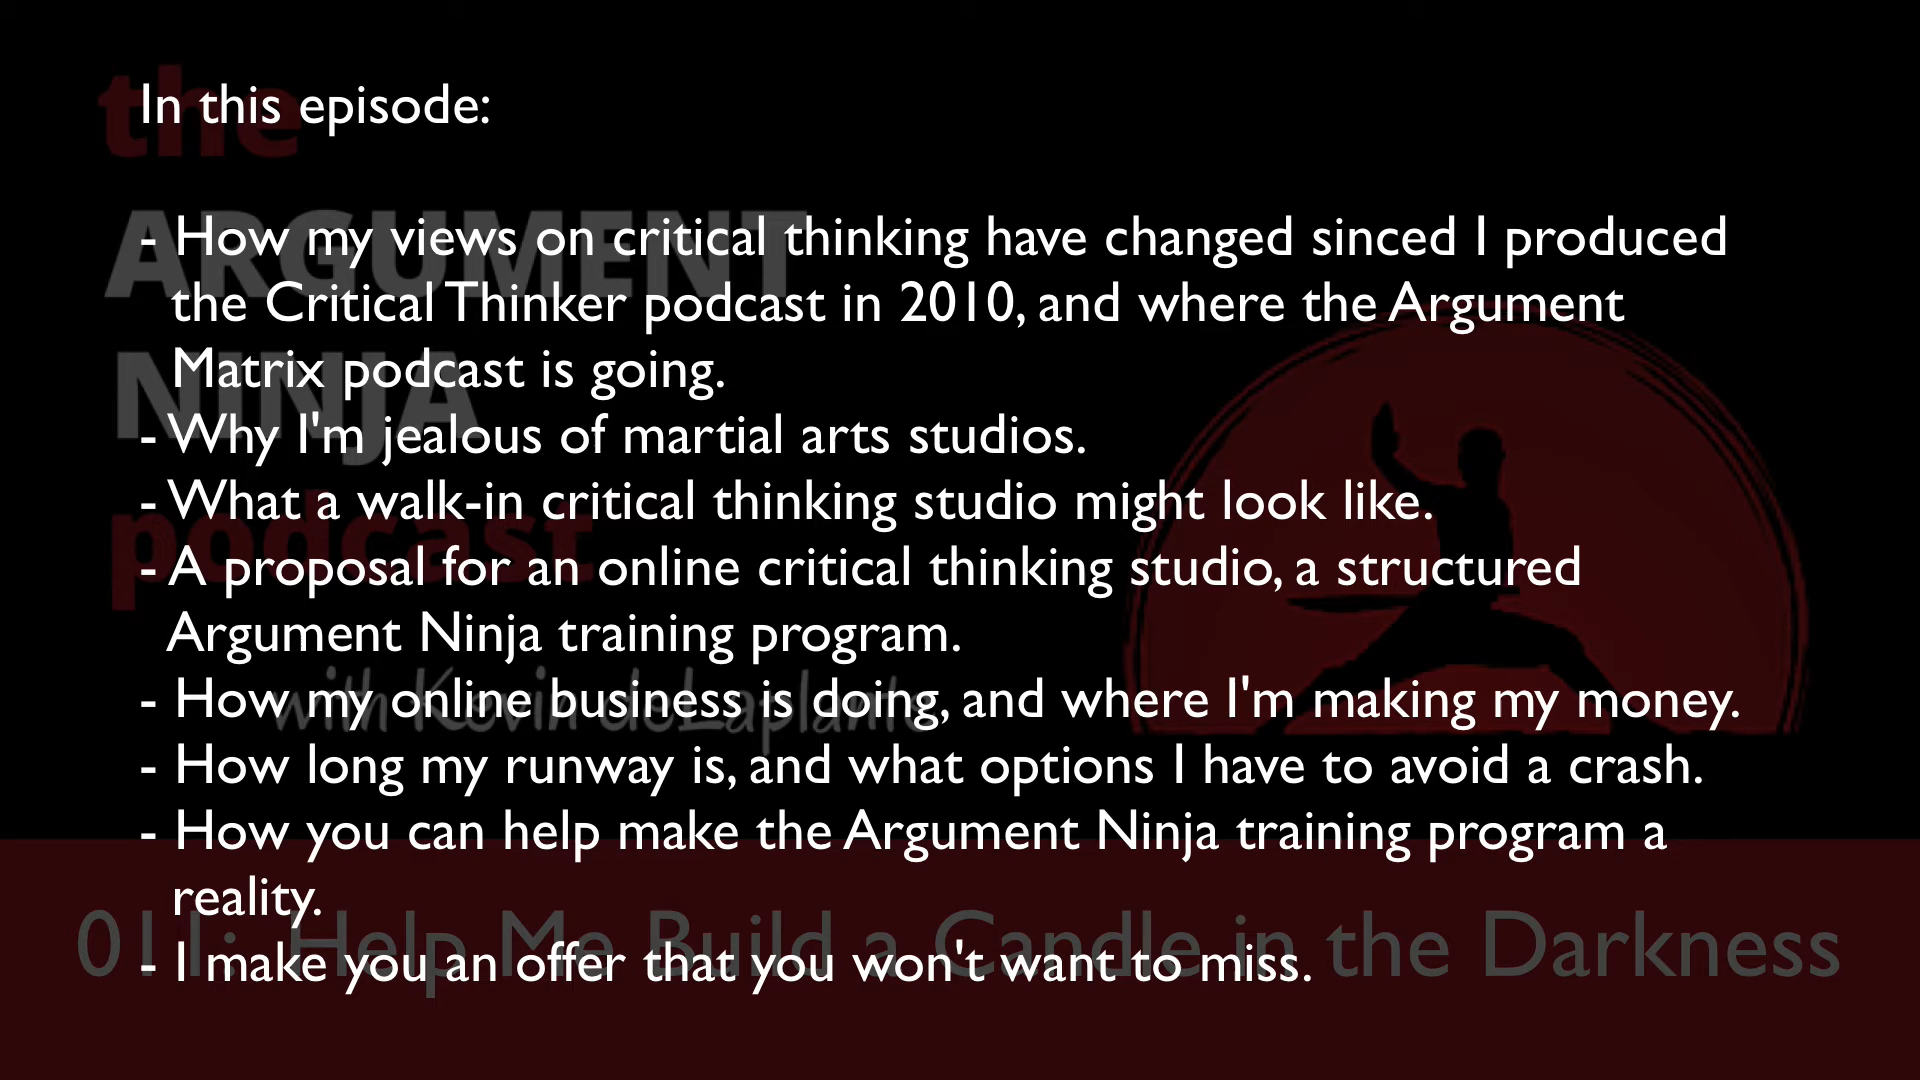 the
ARGUMENT
NINJA
podcast
with Kevin deLaplante
011: Help Me Build a Candle in the Darkness
In this episode:
- How my views on critical thinking have changed sinced I produced
the Critical Thinker podcast in 2010, and where the Argument
Matrix podcast is going.
- Why I'm jealous of martial arts studios.
- What a walk-in critical thinking studio might look like.
- A proposal for an online critical thinking studio, a structured
Argument Ninja training program.
- How my online business is doing, and where I'm making my money.
- How long my runway is, and what options I have to avoid a crash.
- How you can help make the Argument Ninja training program a
reality.
- I make you an offer that you won't want to miss.